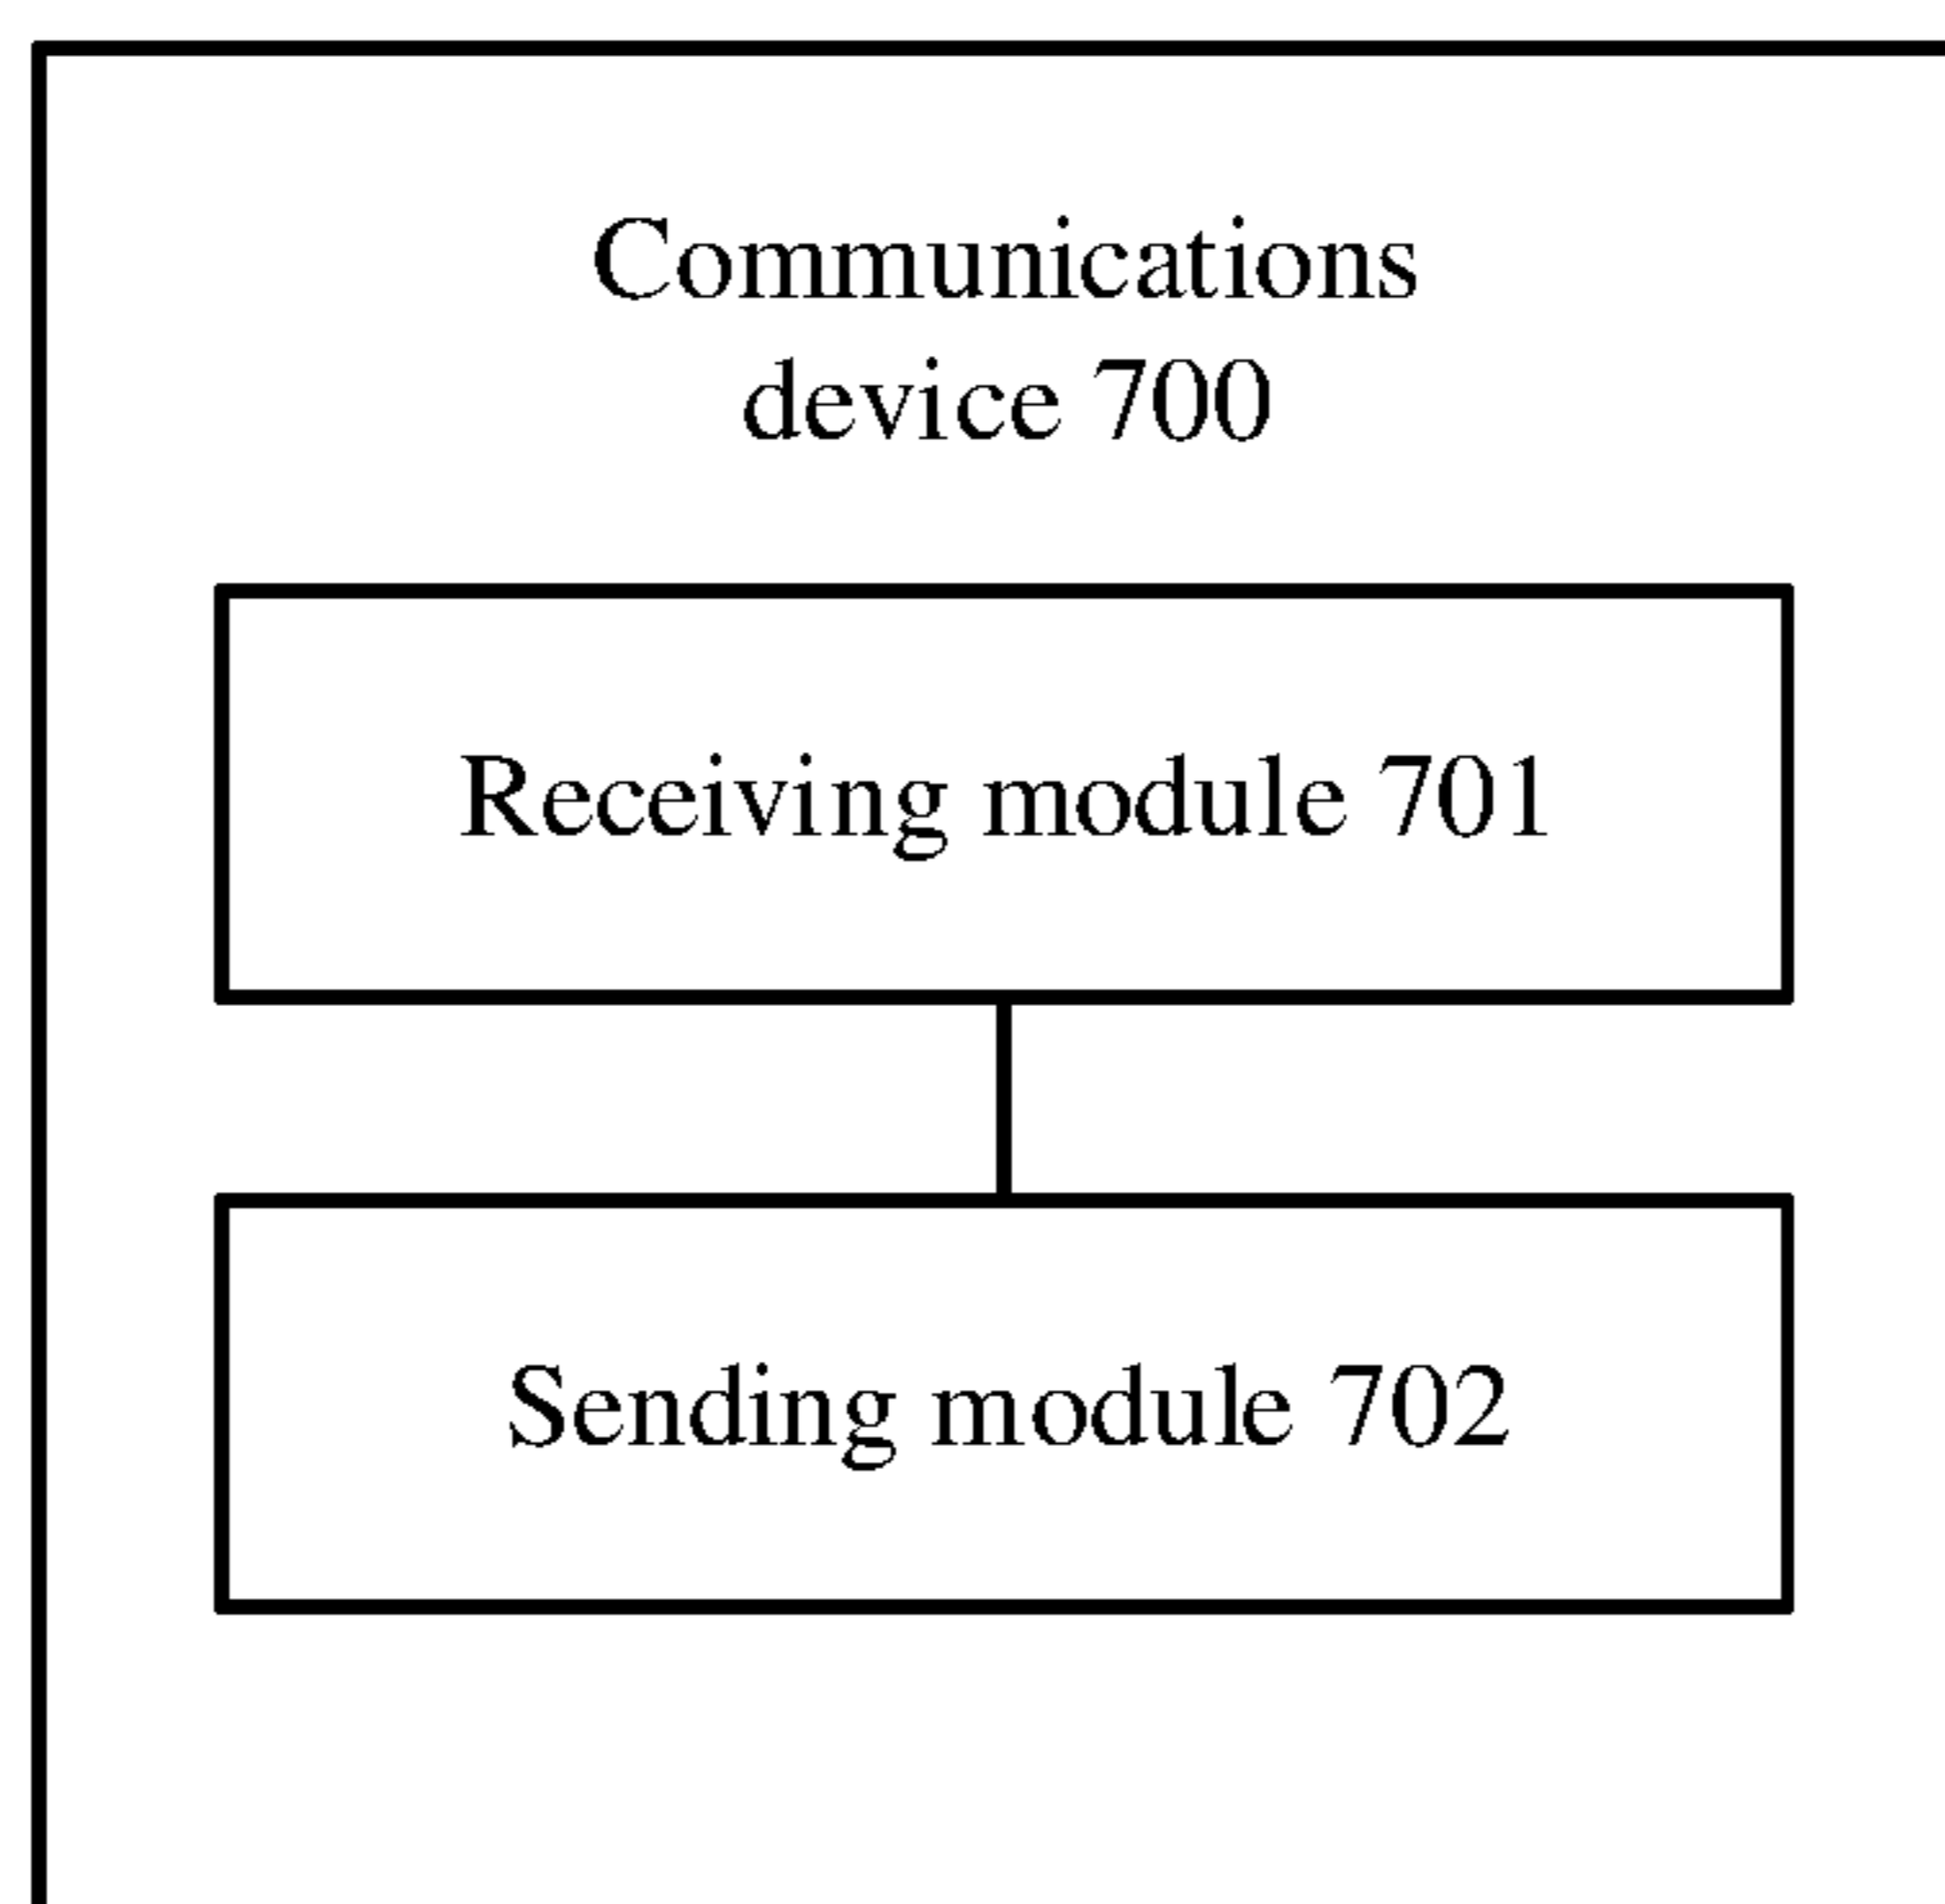 Communications
device 700
Receiving module 701
Sending module 702